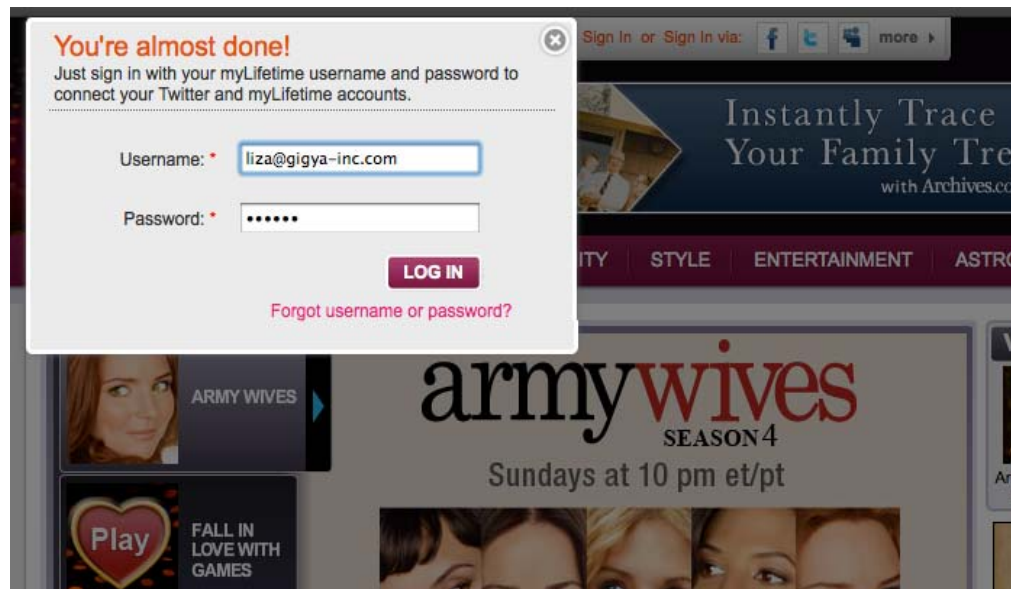 You're almost done!
Just sign in with your myLifetime username and password to
connect your Twitter and myLifetime accounts.
Username: *
liza@gigya-inc.com
Password: *
••••••
LOG IN
Forgot username or password?
Sign In or Sign In via:
more
Instantly Trace
Your Family Tre
with Archives.co
ITY
STYLE
ENTERTAINMENT
ASTRO
ARMY WIVES
Play
FALL IN
LOVE WITH
GAMES
armywives
SEASON 4
Sundays at 10 pm et/pt